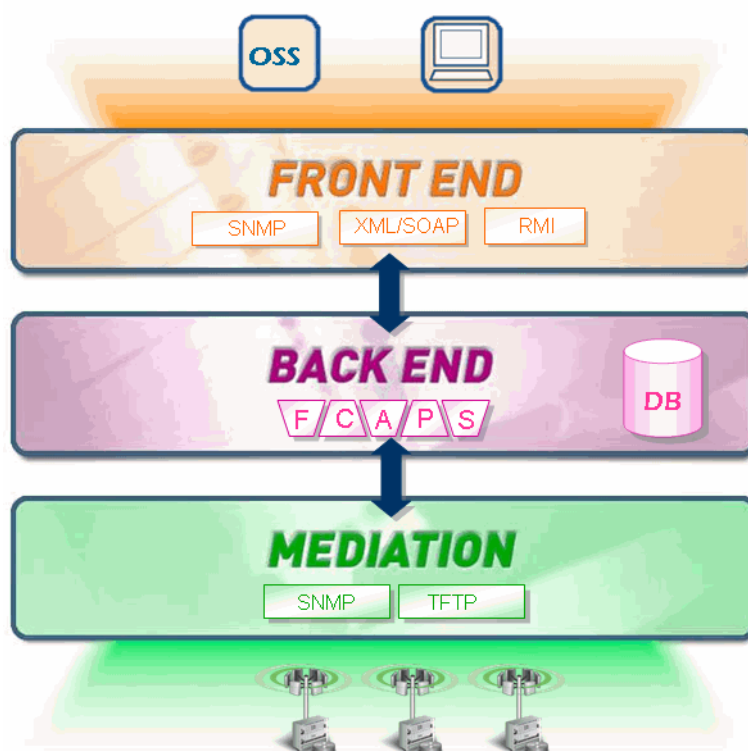 OSS
FRONT END
SNMP XML/SOAP RMI
BACK END
F C A P S
DB
MEDIATION
SNMP TFTP